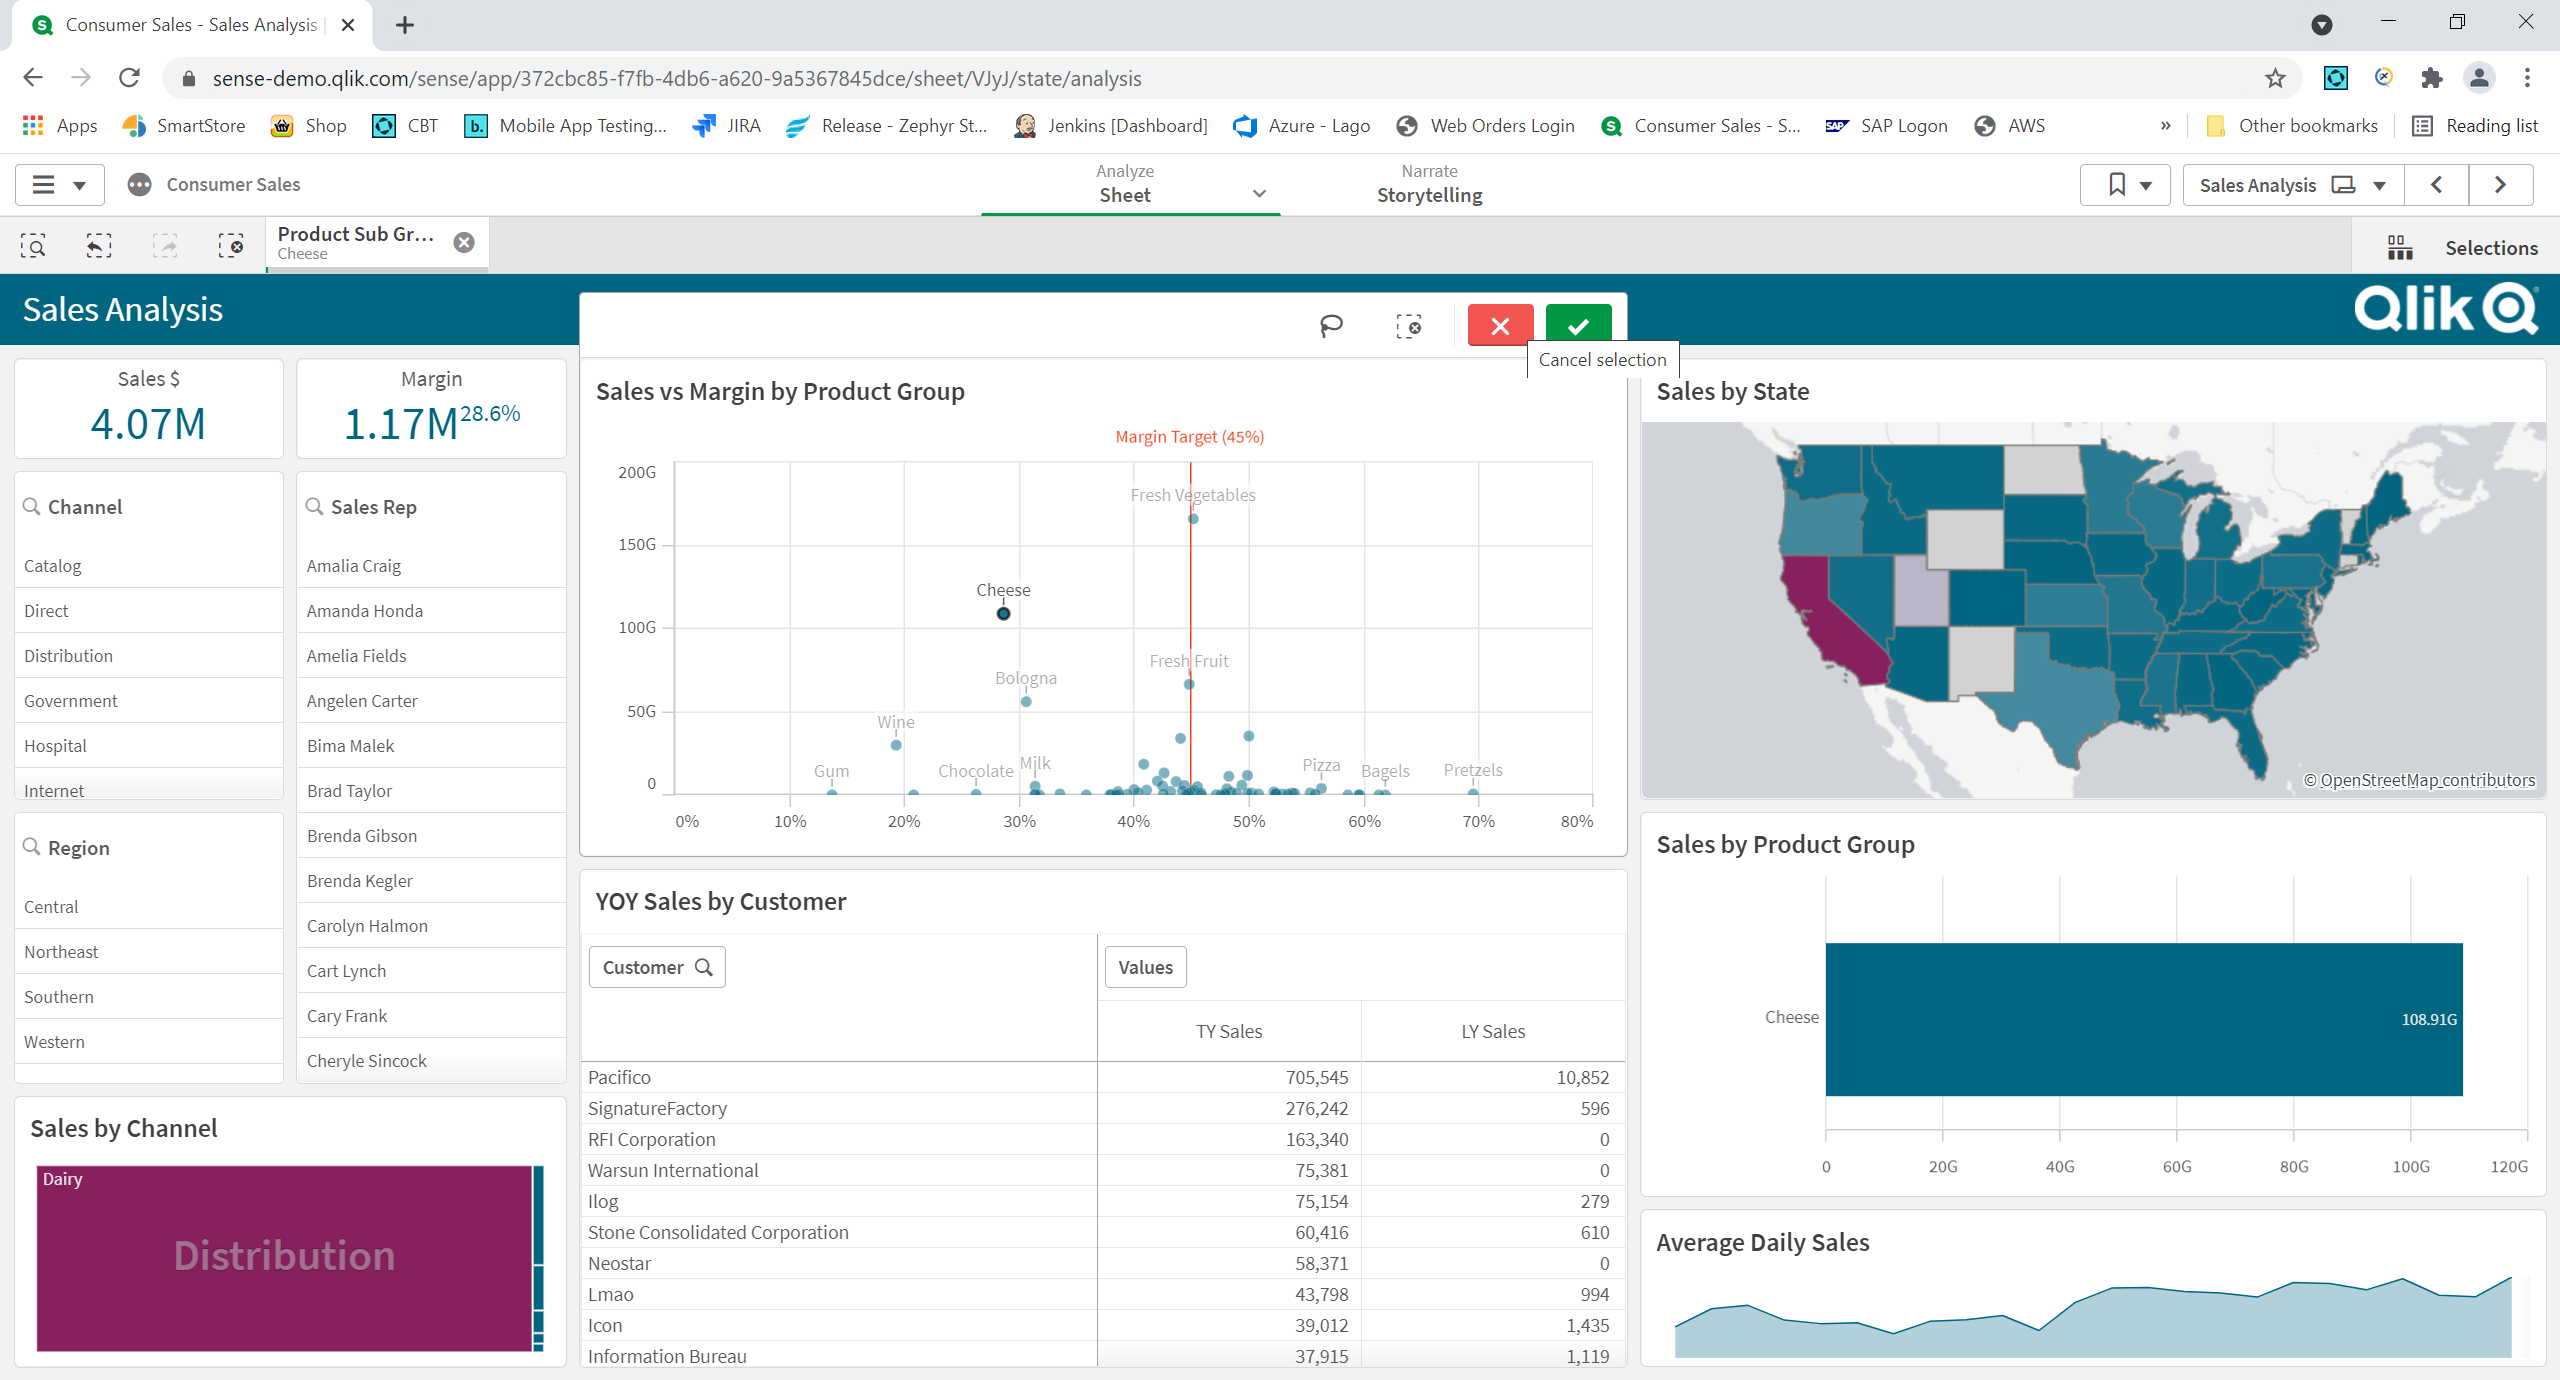 Consumer Sales - Sales Analysis
sense-demo.qlik.com/sense/app/372cbc85-f7fb-4db6-a620-9a5367845dce/sheet/VJyJ/state/analysis
Apps
SmartStore
Shop
CBT
b.
Mobile App Testing...
JIRA
Release - Zephyr St...
Jenkins [Dashboard]
Azure - Lago
Web Orders Login
Consumer Sales - S...
SAP
SAP Logon
AWS
»
Other bookmarks
Reading list
Consumer Sales
Analyze
Sheet
Narrate
Storytelling
Sales Analysis
Product Sub Gr...
Cheese
Selections
Sales Analysis
Qlik
Cancel selection
Sales $
4.07M
Margin
1.17M 28.6%
Channel
Catalog
Direct
Distribution
Government
Hospital
Internet
Region
Central
Northeast
Southern
Western
Sales Rep
Amalia Craig
Amanda Honda
Amelia Fields
Angelen Carter
Bima Malek
Brad Taylor
Brenda Gibson
Brenda Kegler
Carolyn Halmon
Cart Lynch
Cary Frank
Cheryle Sincock
Sales by Channel
Dairy
Distribution
Sales vs Margin by Product Group
Margin Target (45%)
200G
150G
100G
50G
0
Fresh Vegetables
Cheese
Fresh Fruit
Bologna
Wine
Gum
Chocolate
Milk
Pizza
Bagels
Pretzels
0% 10% 20% 30% 40% 50% 60% 70% 80%
YOY Sales by Customer
Customer
Values
TY Sales LY Sales
Pacifico 705,545 10,852
SignatureFactory 276,242 596
RFI Corporation 163,340 0
Warsun International 75,381 0
Ilog 75,154 279
Stone Consolidated Corporation 60,416 610
Neostar 58,371 0
Lmao 43,798 994
Icon 39,012 1,435
Information Bureau 37,915 1,119
Sales by State
© OpenStreetMap contributors
Sales by Product Group
Cheese
108.91G
0 20G 40G 60G 80G 100G 120G
Average Daily Sales